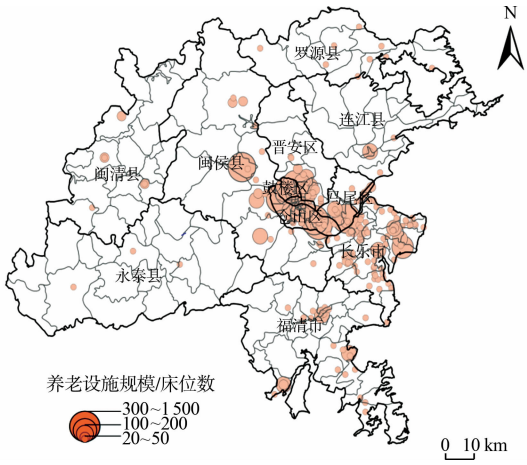 N
罗源县
连江县
晋安区
闽清县
闽侯县
鼓楼区
马尾区
仓山区
长乐市
永泰县
福清市
养老设施规模/床位数
300~1 500
100~200
20~50
0 10 km